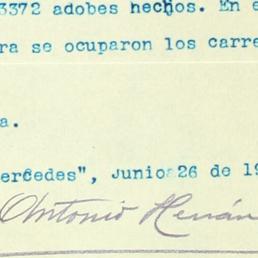 3372 adobes hechos. En e
ra se ocuparon los carre
a.
ercedes", Junio 26 de 19
Antonio Hernán